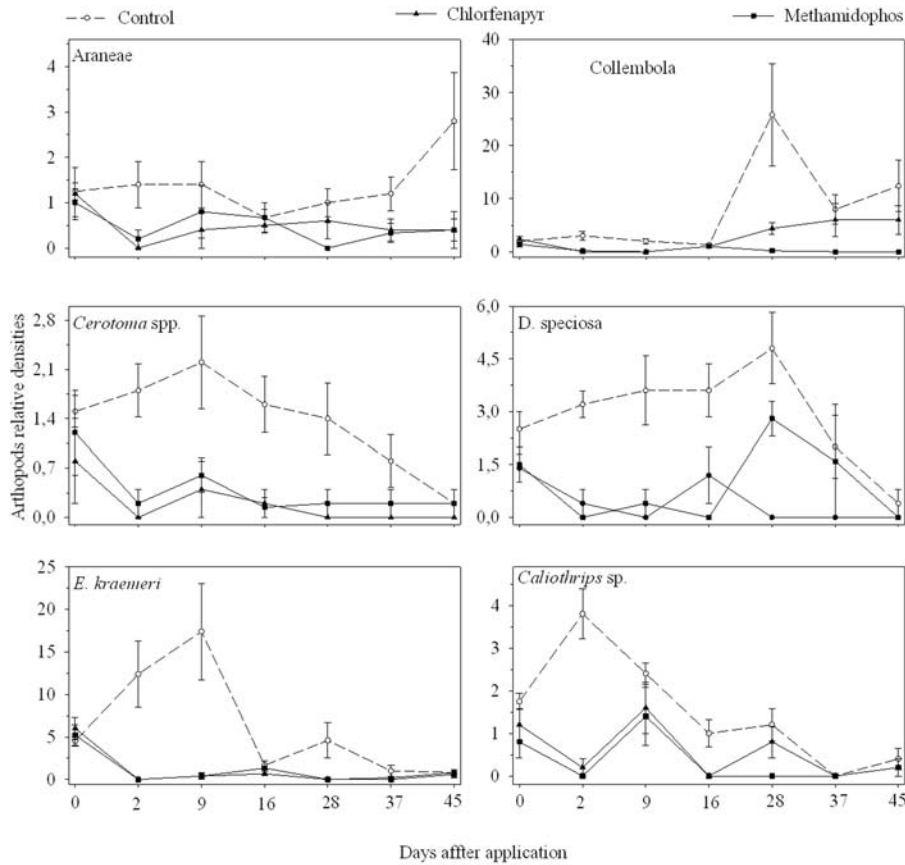 Control
Chlorfenapyr
Methamidophos
Araneae
4
3
2
1
0
Collembola
40
30
20
10
0
Arthopods relative densities
Cerotoma spp.
2,8
2,1
1,4
0,7
0,0
D. speciosa
6,0
4,5
3,0
1,5
0,0
E. kraemeri
25
20
15
10
5
0
Caliothrips sp.
4
3
2
1
0
0 2 9 16 28 37 45
0 2 9 16 28 37 45
Days affter application